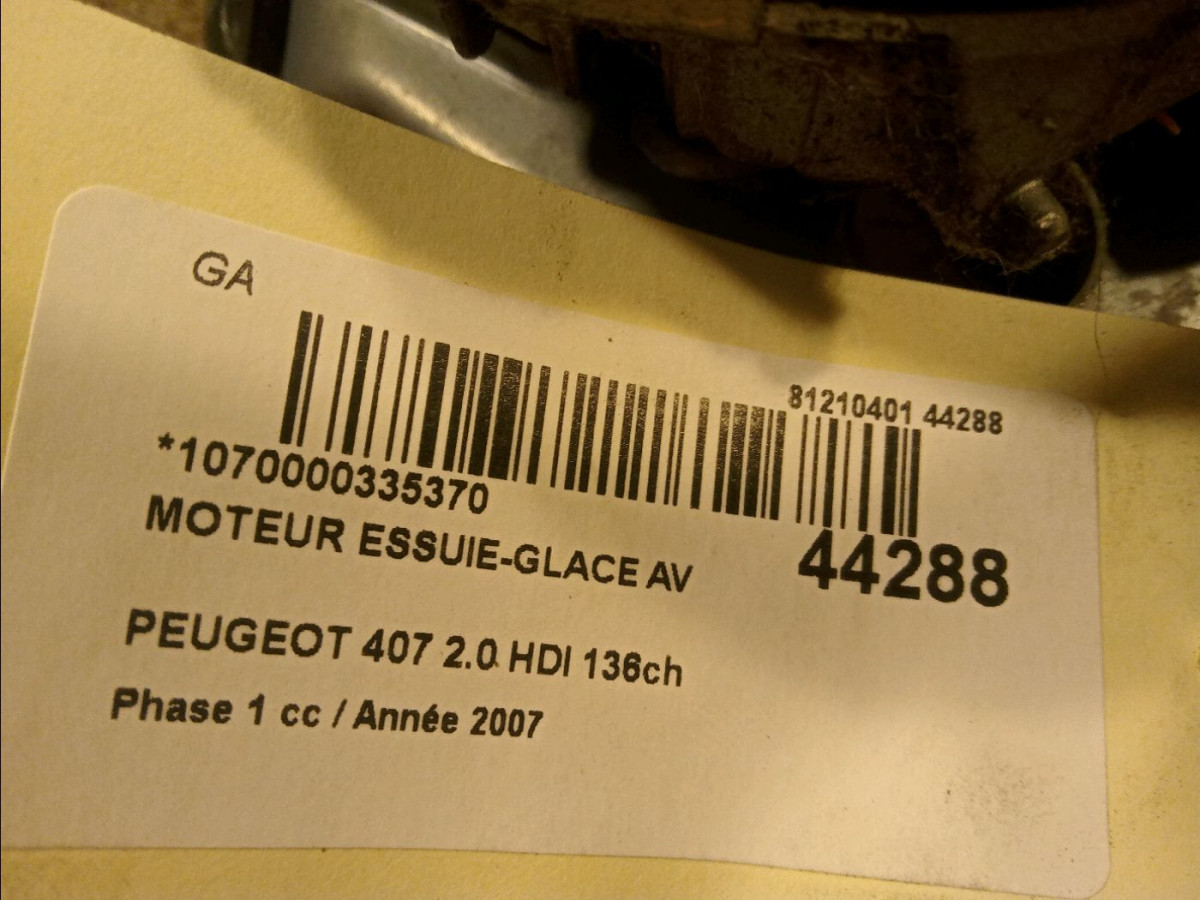 GA
81210401 44288
*1070000335370
MOTEUR ESSUIE-GLACE AV
44288
PEUGEOT 407 2.0 HDI 136ch
Phase 1 cc / Année 2007